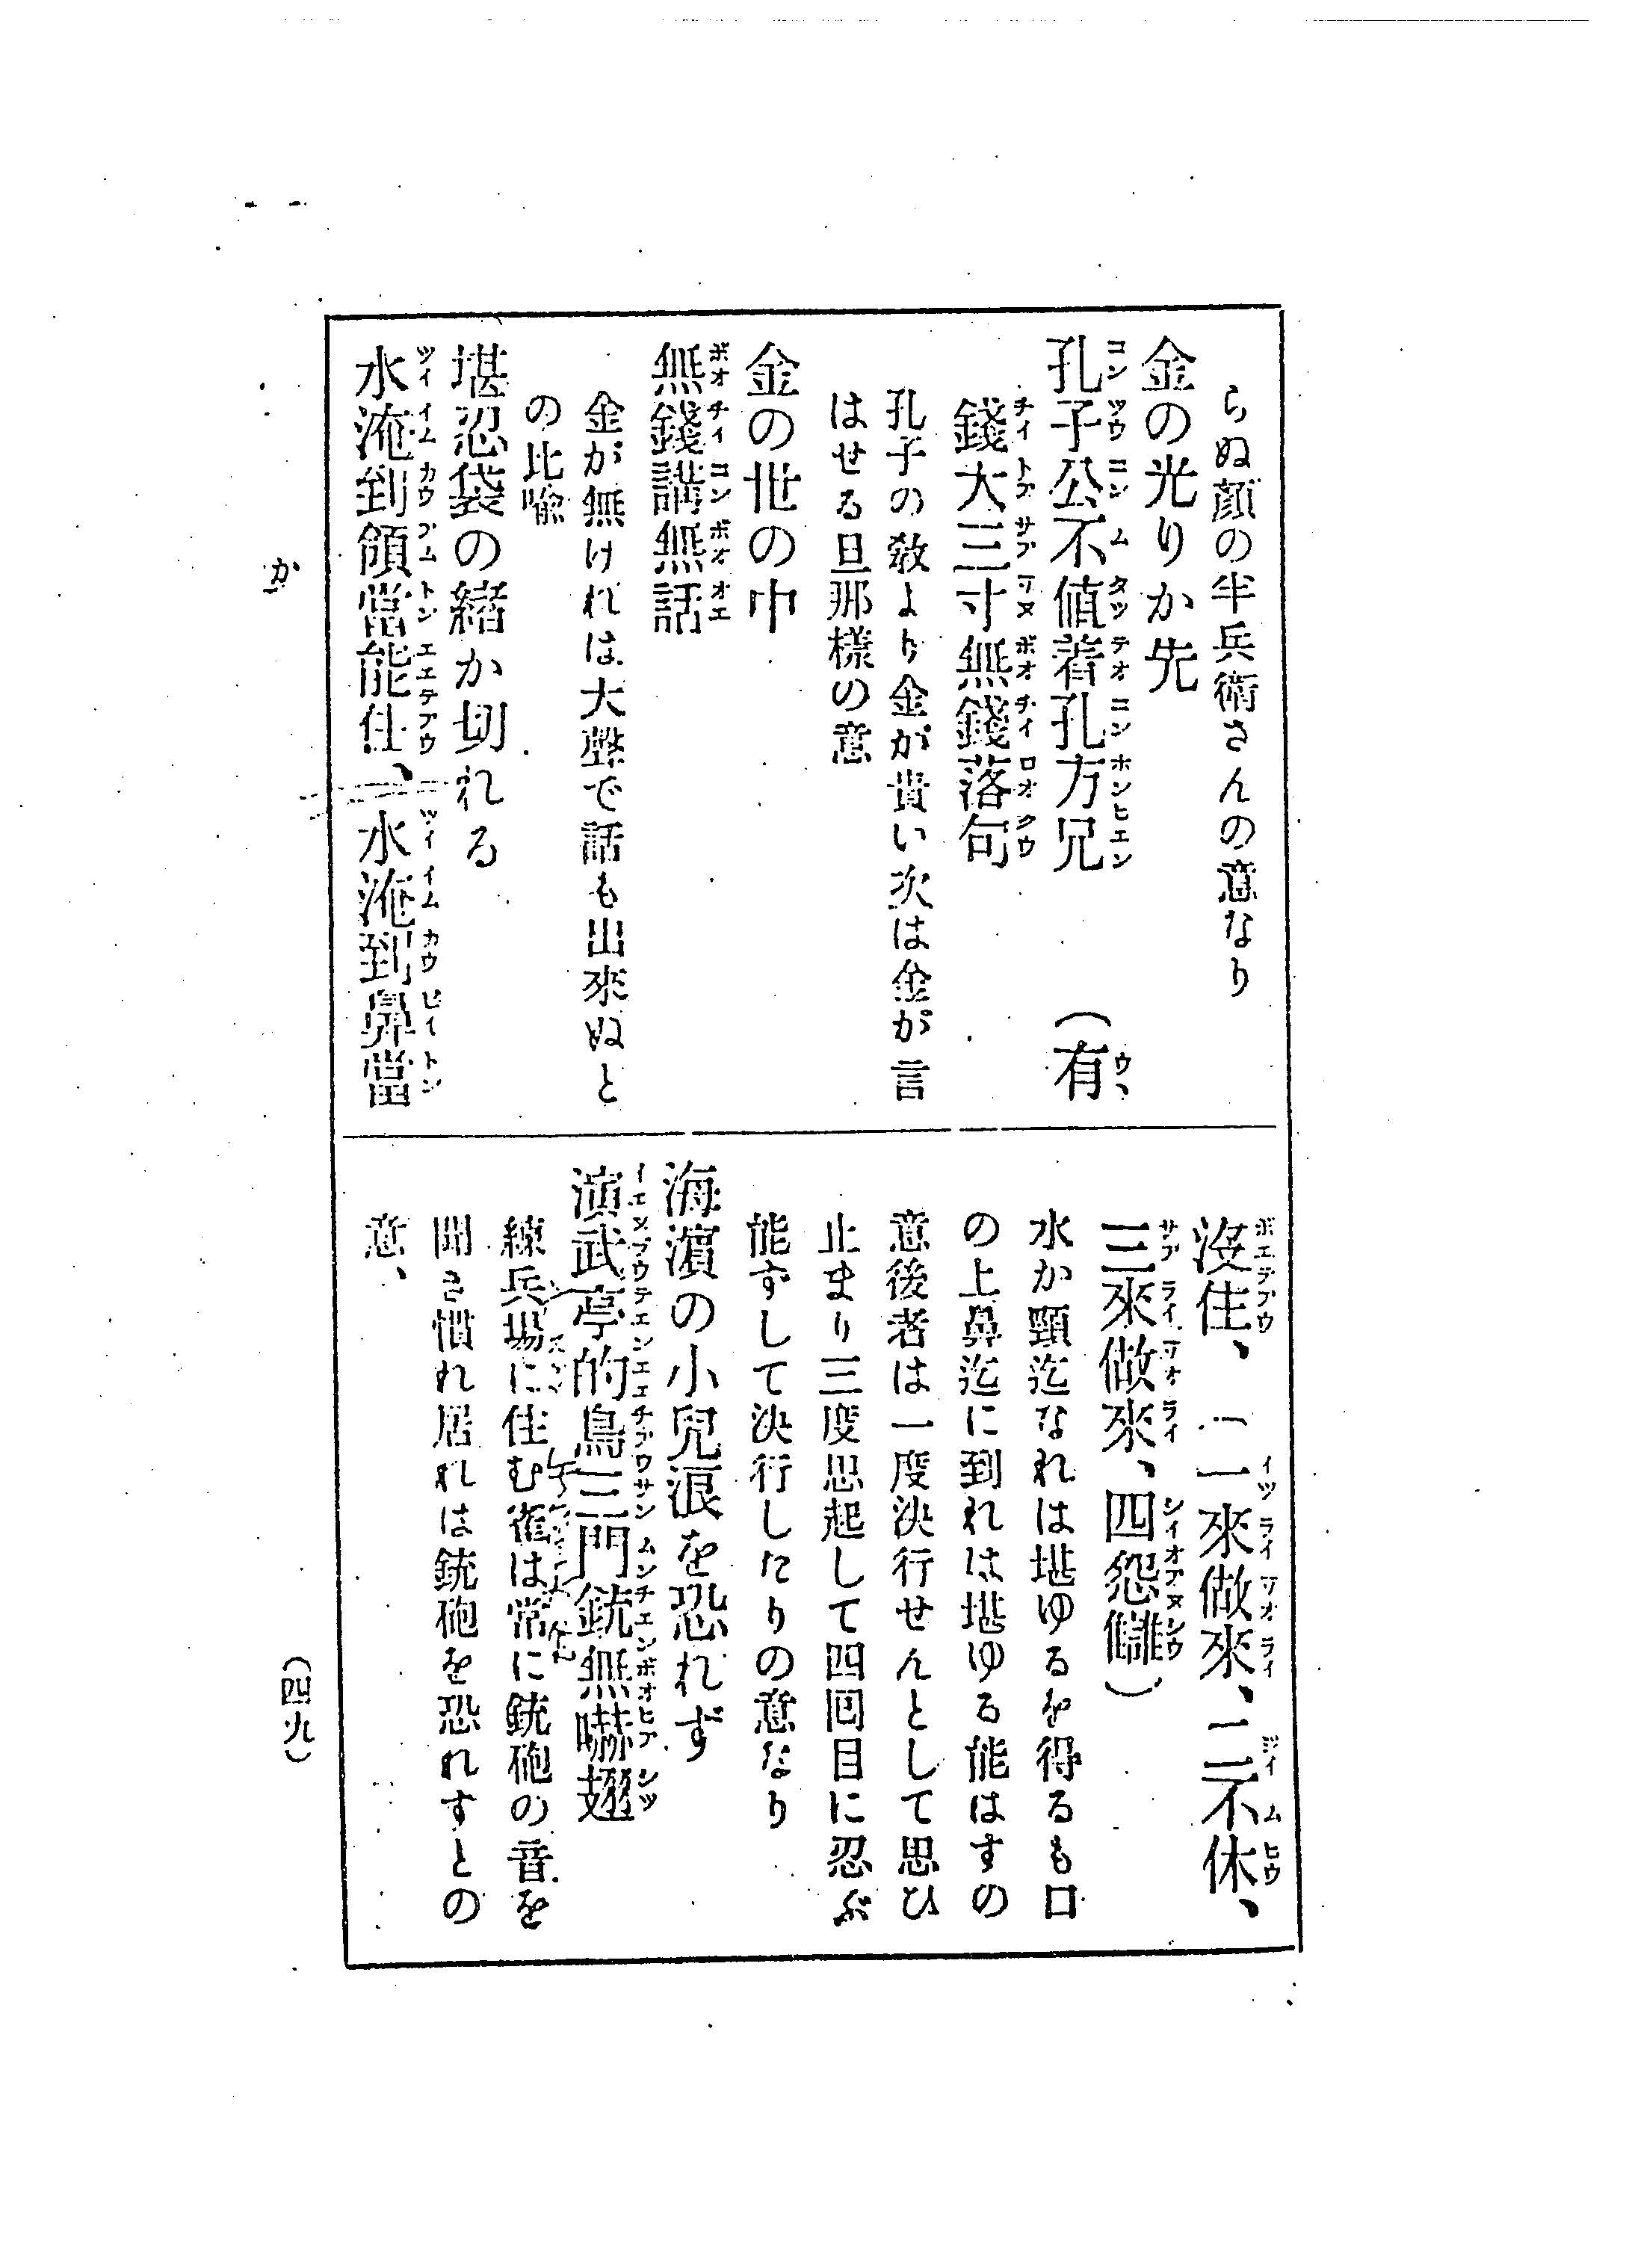 らぬ顔の半兵衛さんの意なり
金の光りか先
孔子公不値着孔方兄 (有
錢大三寸無錢落句
孔子の教より金が貴い次は金が言
はせる旦那様の意
金の世の中
無錢講無話
金が無けれは大聲で話も出來ぬと
の比喩
堪忍袋の緒か切れる
水淹到頷當能住、水淹到鼻當
沒住、(一來做來、二不休、
三來做來、四怨讎)
水か頸迄なれは堪ゆるを得るも口
の上鼻迄に到れは堪ゆる能はすの
意後者は一度決行せんとして思ひ
止まり三度思起して四回目に忍ぶ
能ずして決行したりの意なり
海濱の小兒浪を恐れず
演武亭的鳥三門銃無嚇翅
練兵場に住む雀は常に銃砲の音を
聞き慣れ居れは銃砲を恐れすとの
意、
か
(四九)